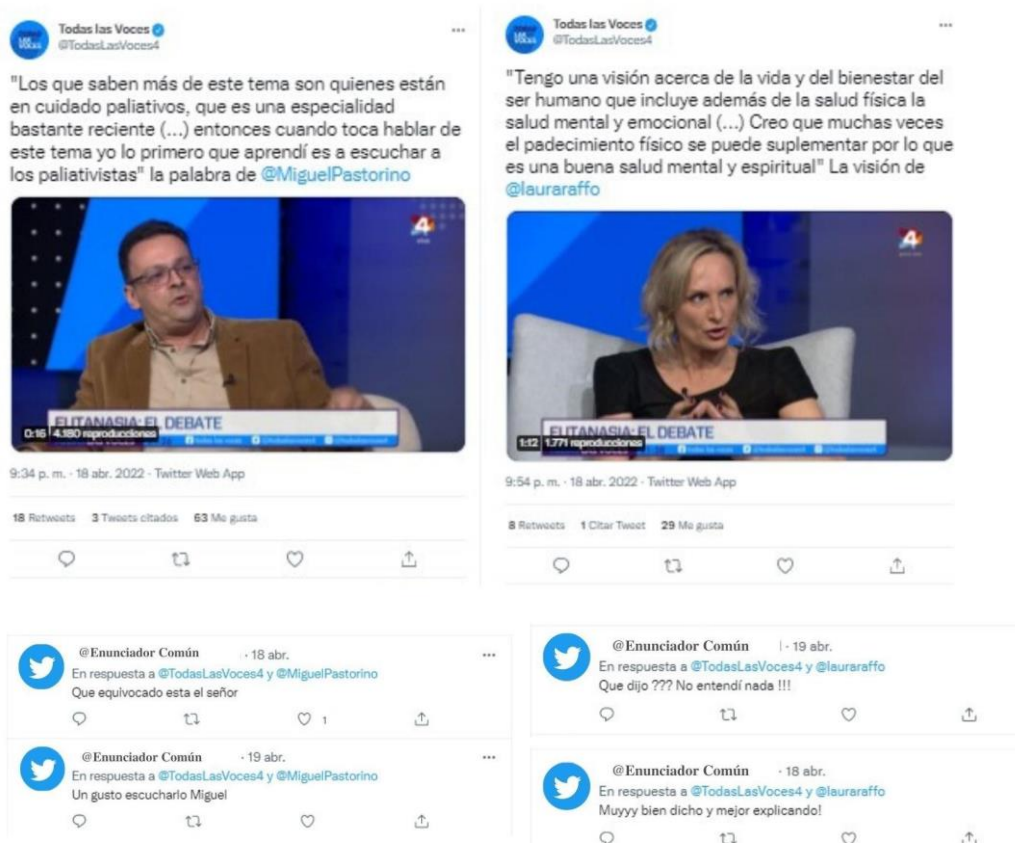 Todas las Voces
@TodasLasVoces4
"Los que saben más de este tema son quienes están
en cuidado paliativos, que es una especialidad
bastante reciente (...) entonces cuando toca hablar de
este tema yo lo primero que aprendí es a escuchar a
los paliativistas" la palabra de @MiguelPastorino
4
EUTANASIA: EL DEBATE
0:16 4.180 reproducciones
9:34 p. m. · 18 abr. 2022 · Twitter Web App
18 Retweets 3 Tweets citados 63 Me gusta
Todas las Voces
@TodasLasVoces4
"Tengo una visión acerca de la vida y del bienestar del
ser humano que incluye además de la salud física la
salud mental y emocional (...) Creo que muchas veces
el padecimiento físico se puede suplementar por lo que
es una buena salud mental y espiritual" La visión de
@lauraraffo
4
EUTANASIA: EL DEBATE
1:12 1.771 reproducciones
9:54 p. m. · 18 abr. 2022 · Twitter Web App
8 Retweets 1 Citar Tweet 29 Me gusta
@Enunciador Común · 18 abr.
En respuesta a @TodasLasVoces4 y @MiguelPastorino
Que equivocado esta el señor
1
@Enunciador Común · 19 abr.
En respuesta a @TodasLasVoces4 y @MiguelPastorino
Un gusto escucharlo Miguel
@Enunciador Común · 19 abr.
En respuesta a @TodasLasVoces4 y @lauraraffo
Que dijo ??? No entendí nada !!!
@Enunciador Común · 18 abr.
En respuesta a @TodasLasVoces4 y @lauraraffo
Muyyy bien dicho y mejor explicando!